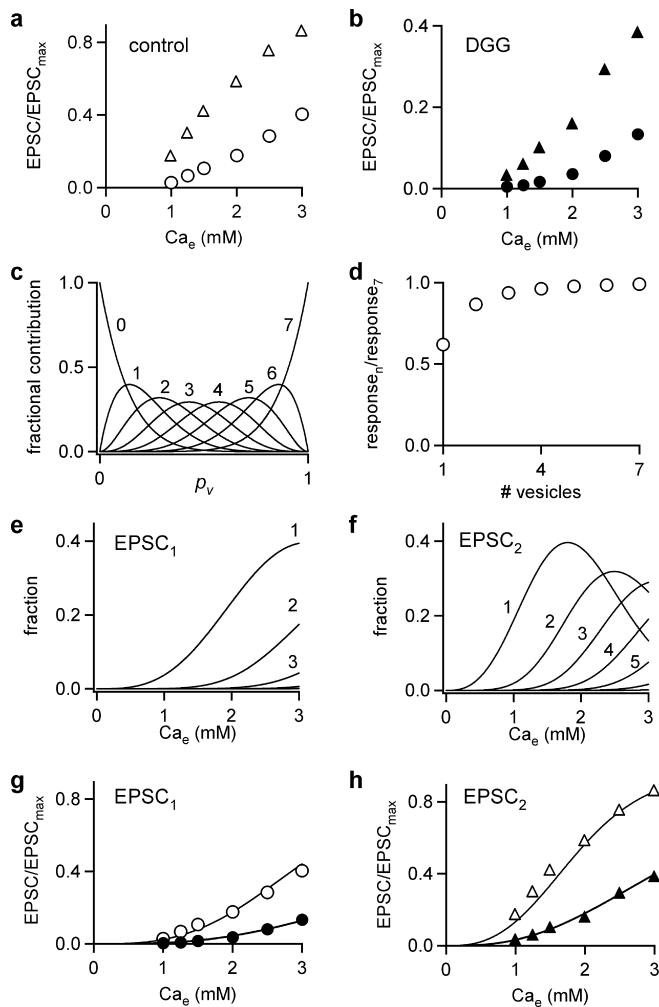 a
control
EPSC/EPSCmax
0.8
0.4
0.0
0 1 2 3
Cae (mM)
b
DGG
EPSC/EPSCmax
0.4
0.2
0.0
0 1 2 3
Cae (mM)
c
fractional contribution
1.0
0.5
0.0
0 1 2 3 4 5 6 7
0 1
pv
d
responsen/response7
1.0
0.5
0.0
1 4 7
# vesicles
e
EPSC1
fraction
0.4
0.2
0.0
1
2
3
0 1 2 3
Cae (mM)
f
EPSC2
fraction
0.4
0.2
0.0
1
2
3
4
5
0 1 2 3
Cae (mM)
g
EPSC1
EPSC/EPSCmax
0.8
0.4
0.0
0 1 2 3
Cae (mM)
h
EPSC2
EPSC/EPSCmax
0.8
0.4
0.0
0 1 2 3
Cae (mM)